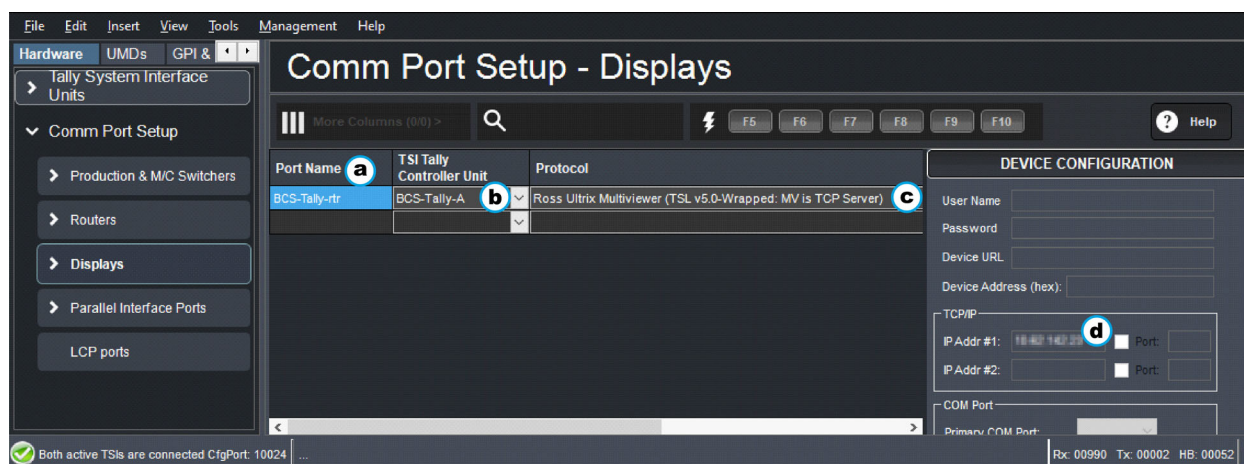 File Edit Insert View Tools Management Help
Hardware UMDs GPI &
Tally System Interface
Units
Comm Port Setup
Production & M/C Switchers
Routers
Displays
Parallel Interface Ports
LCP ports
Comm Port Setup - Displays
More Columns (0/0) >
F5 F6 F7 F8 F9 F10
? Help
Port Name a
TSI Tally
Controller Unit
Protocol
BCS-Tally-rtr BCS-Tally-A b Ross Ultrix Multiviewer (TSL v5.0-Wrapped: MV is TCP Server) c
DEVICE CONFIGURATION
User Name
Password
Device URL
Device Address (hex):
TCP/IP
IP Addr #1: d Port:
IP Addr #2: Port:
COM Port
Primary COM Port:
Both active TSIs are connected CfgPort: 10024 ...
Rx: 00990 Tx: 00002 HB: 00052